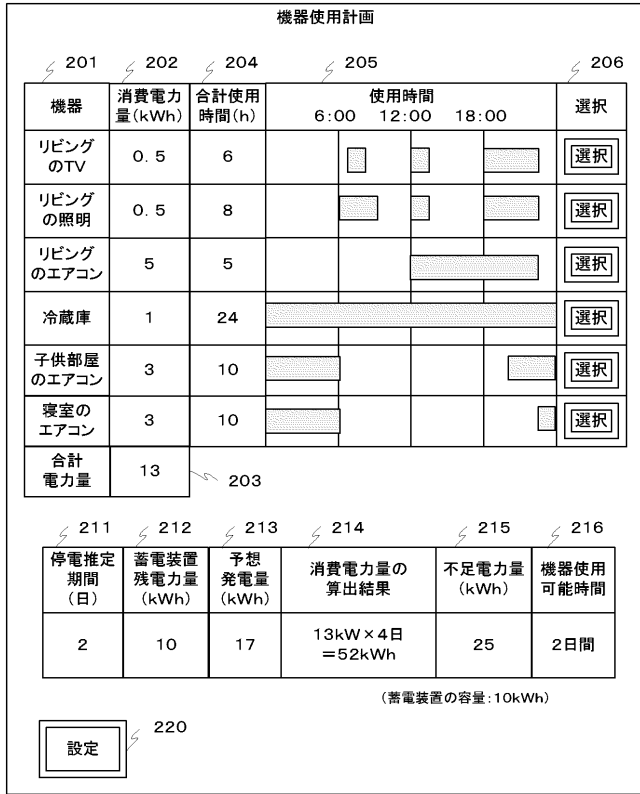 機器使用計画
201 202 204 205 206
機器 消費電力量(kWh) 合計使用時間(h) 使用時間 6:00 12:00 18:00 選択
リビングのTV 0.5 6 選択
リビングの照明 0.5 8 選択
リビングのエアコン 5 5 選択
冷蔵庫 1 24 選択
子供部屋のエアコン 3 10 選択
寝室のエアコン 3 10 選択
合計電力量 13 203
211 212 213 214 215 216
停電推定期間(日) 蓄電装置残電力量(kWh) 予想発電量(kWh) 消費電力量の算出結果 不足電力量(kWh) 機器使用可能時間
2 10 17 13kW×4日=52kWh 25 2日間
(蓄電装置の容量:10kWh)
設定 220